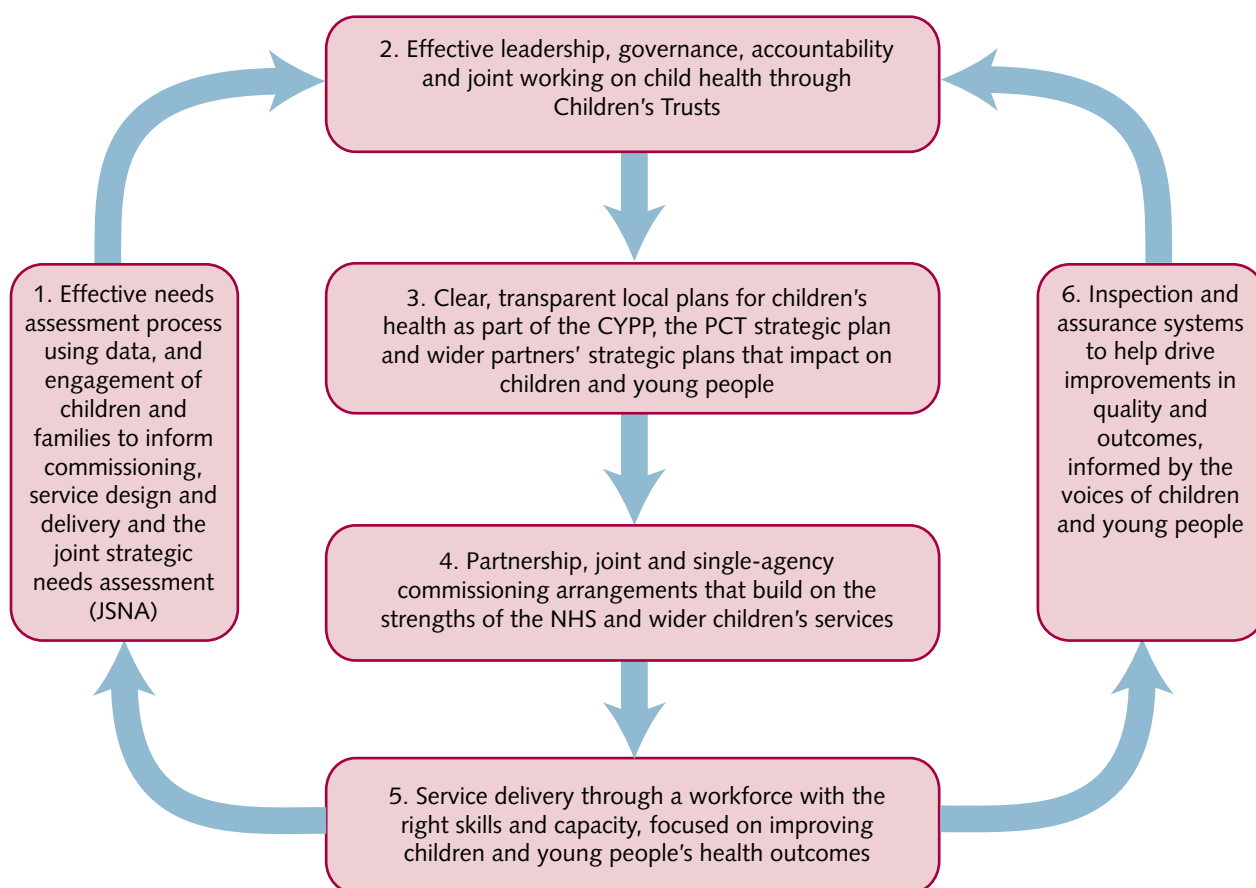 2. Effective leadership, governance, accountability
and joint working on child health through
Children’s Trusts
1. Effective needs
assessment process
using data, and
engagement of
children and
families to inform
commissioning,
service design and
delivery and the
joint strategic
needs assessment
(JSNA)
3. Clear, transparent local plans for children’s
health as part of the CYPP, the PCT strategic plan
and wider partners’ strategic plans that impact on
children and young people
6. Inspection and
assurance systems
to help drive
improvements in
quality and
outcomes,
informed by the
voices of children
and young people
4. Partnership, joint and single-agency
commissioning arrangements that build on the
strengths of the NHS and wider children’s services
5. Service delivery through a workforce with the
right skills and capacity, focused on improving
children and young people’s health outcomes